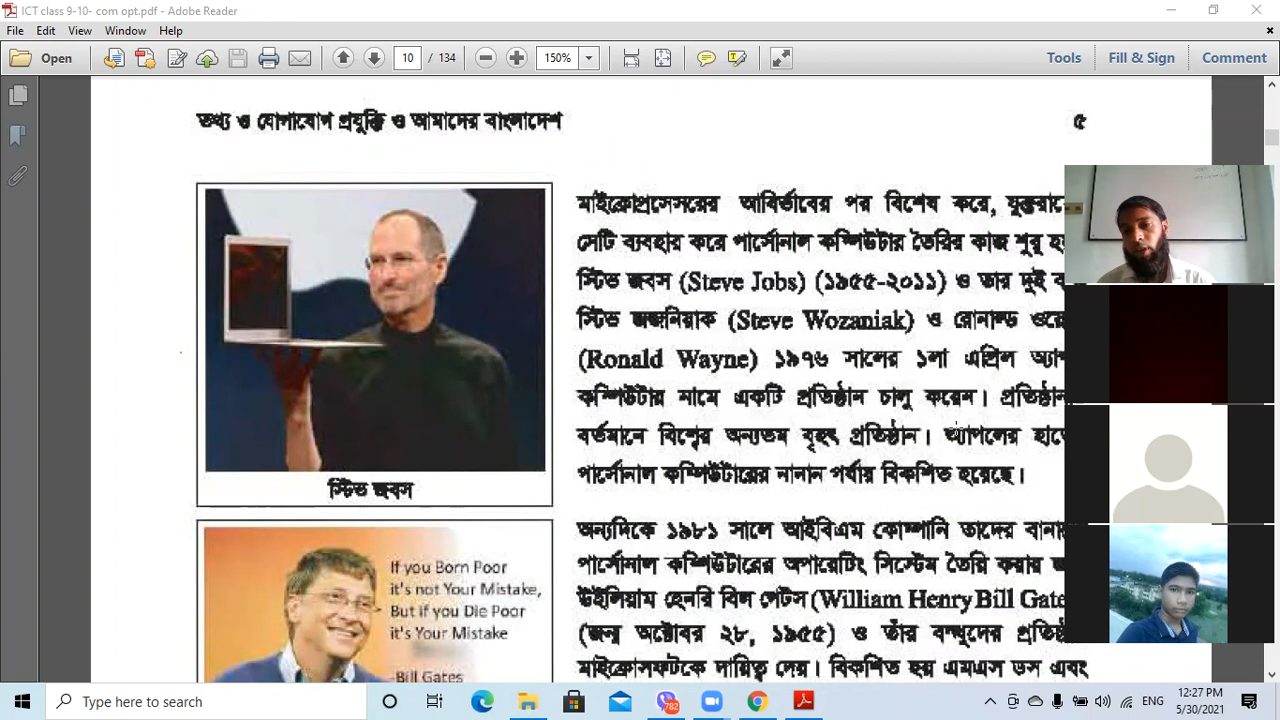 ICT class 9-10- com opt.pdf - Adobe Reader
File Edit View Window Help
Open 10 / 134 150% Tools Fill & Sign Comment
তথ্য ও যোগাযোগ প্রযুক্তি ও আমাদের বাংলাদেশ ৫
মাইক্রোপ্রসেসরের আবির্ভাবের পর বিশেষ করে,
সেটি ব্যবহার করে পার্সোনাল কম্পিউটার তৈরির কাজ শুরু
স্টিভ জবস (Steve Jobs) (১৯৫৫-২০১১) ও তার দুই
স্টিভ জজনিয়াক (Steve Wozaniak) ও রোনাল্ড
(Ronald Wayne) ১৯৭৬ সালের ১লা এপ্রিল
কম্পিউটার নামে একটি প্রতিষ্ঠান চালু করেন।
বর্তমানে বিশ্বের অন্যতম বৃহৎ প্রতিষ্ঠান। অ্যাপলের
পার্সোনাল কম্পিউটারের নানান পর্যায় বিকশিত হয়েছে।
স্টিভ জবস
অন্যদিকে ১৯৮১ সালে আইবিএম কোম্পানি তাদের
পার্সোনাল কম্পিউটারের অপারেটিং সিস্টেম তৈরি করার
উইলিয়াম হেনরি বিল গেটস (William Henry Bill
(জন্ম অক্টোবর ২৮, ১৯৫৫) ও তাঁর বন্ধুদের
মাইক্রোসফটকে দায়িত্ব দেয়। বিকশিত হয় এমএস ডস এবং
If you Born Poor
it's not Your Mistake,
But if you Die Poor
it's Your Mistake
-Bill Gates
Type here to search 782 ENG 12:27 PM
5/30/2021